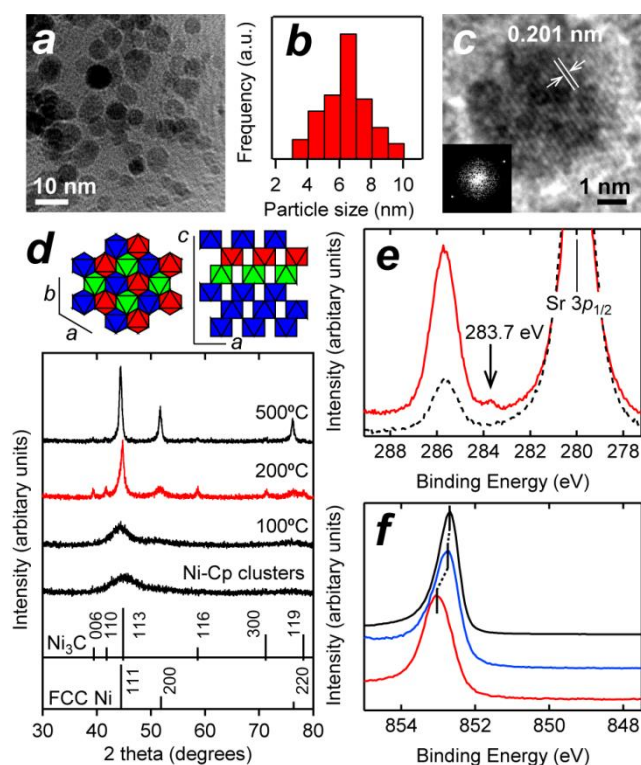 a
10 nm
b
Frequency (a.u.)
2 4 6 8 10
Particle size (nm)
c
0.201 nm
1 nm
d
b
a
c
a
Intensity (arbitary units)
500ºC
200ºC
100ºC
Ni-Cp clusters
Ni₃C
006
110
113
116
300
119
FCC Ni
111
200
220
30 40 50 60 70 80
2 theta (degrees)
e
Intensity (arbitary units)
283.7 eV
Sr 3p1/2
288 286 284 282 280 278
Binding Energy (eV)
f
Intensity (arbitary units)
854 852 850 848
Binding Energy (eV)